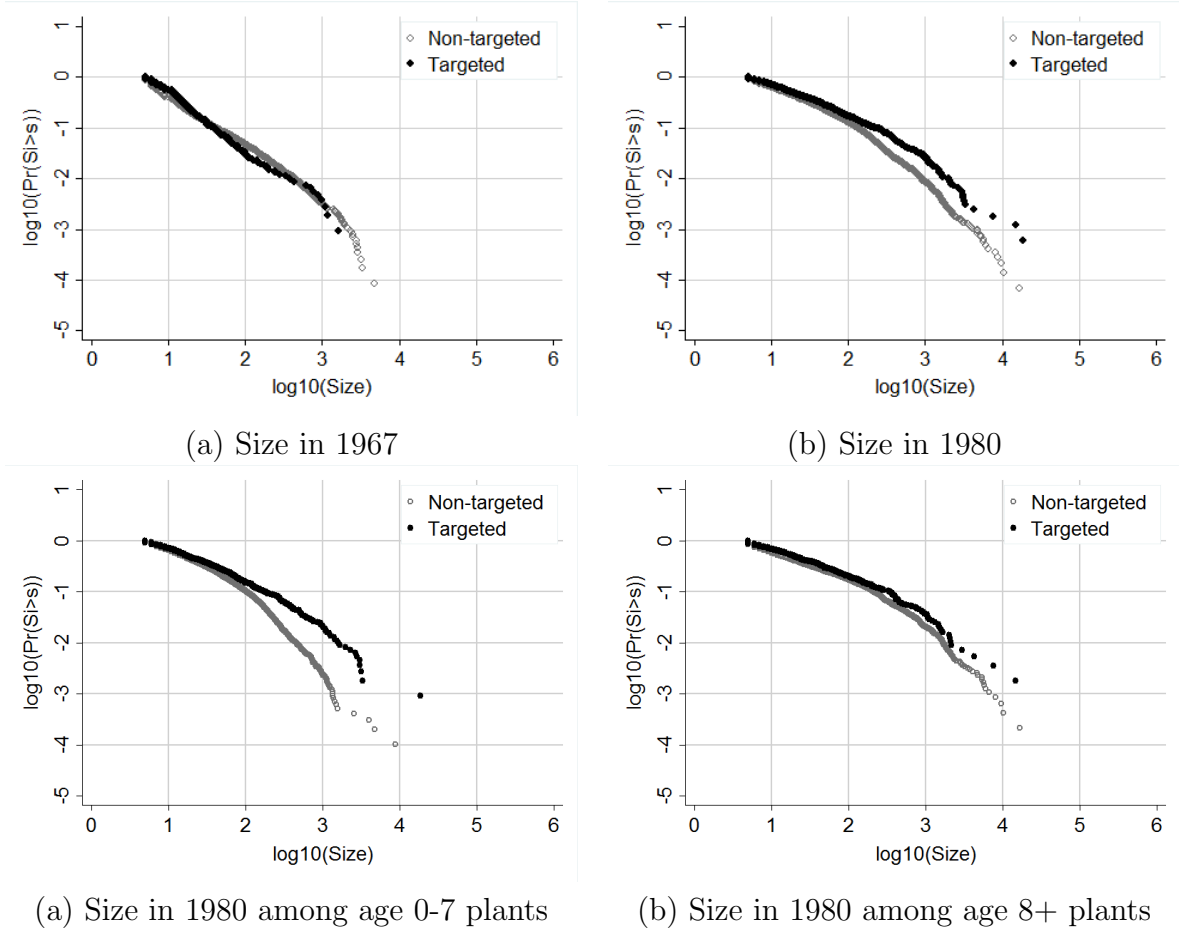 Non-targeted
Targeted
log10(Pr(Si>s))
1
0
-1
-2
-3
-4
-5
0 1 2 3 4 5 6
log10(Size)
(a) Size in 1967
Non-targeted
Targeted
log10(Pr(Si>s))
1
0
-1
-2
-3
-4
-5
0 1 2 3 4 5 6
log10(Size)
(b) Size in 1980
Non-targeted
Targeted
log10(Pr(Si>s))
1
0
-1
-2
-3
-4
-5
0 1 2 3 4 5 6
log10(Size)
(a) Size in 1980 among age 0-7 plants
Non-targeted
Targeted
log10(Pr(Si>s))
1
0
-1
-2
-3
-4
-5
0 1 2 3 4 5 6
log10(Size)
(b) Size in 1980 among age 8+ plants